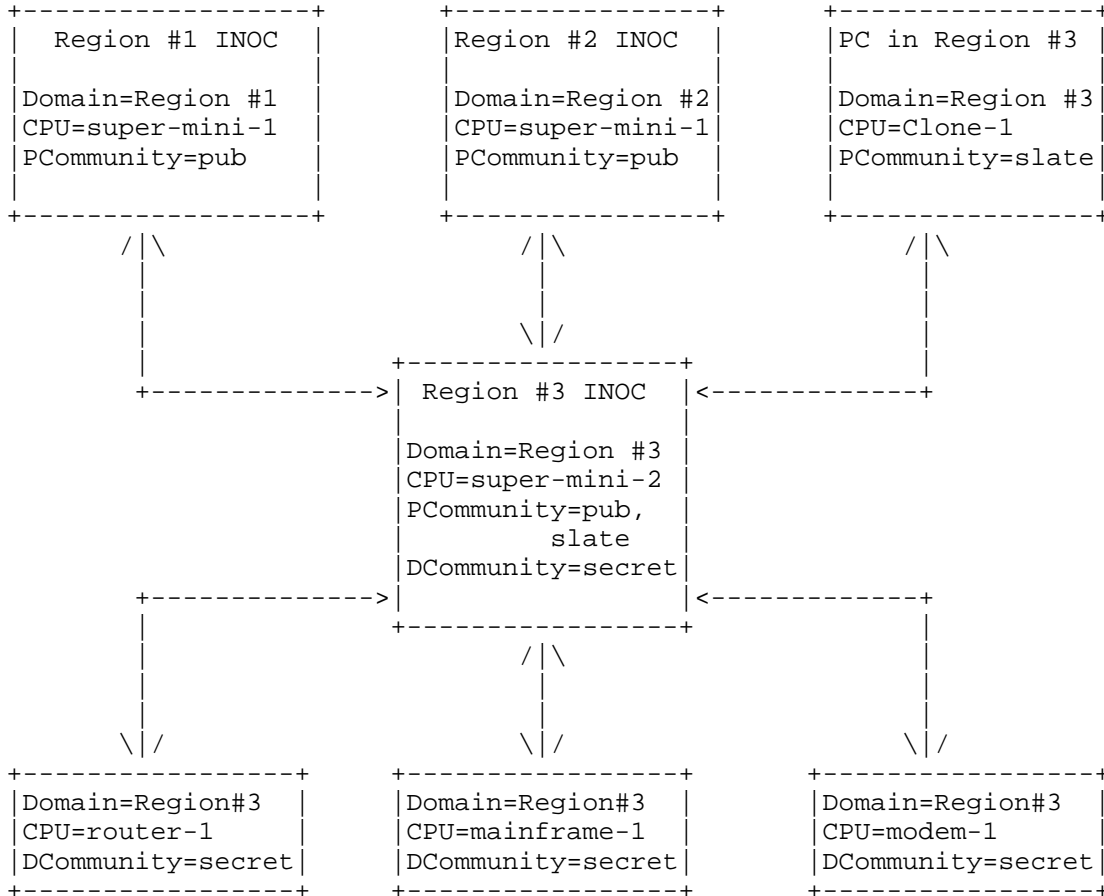 Region #1 INOC
Domain=Region #1
CPU=super-mini-1
PCommunity=pub
Region #2 INOC
Domain=Region #2
CPU=super-mini-1
PCommunity=pub
PC in Region #3
Domain=Region #3
CPU=Clone-1
PCommunity=slate
Region #3 INOC
Domain=Region #3
CPU=super-mini-2
PCommunity=pub,
slate
DCommunity=secret
Domain=Region#3
CPU=router-1
DCommunity=secret
Domain=Region#3
CPU=mainframe-1
DCommunity=secret
Domain=Region#3
CPU=modem-1
DCommunity=secret